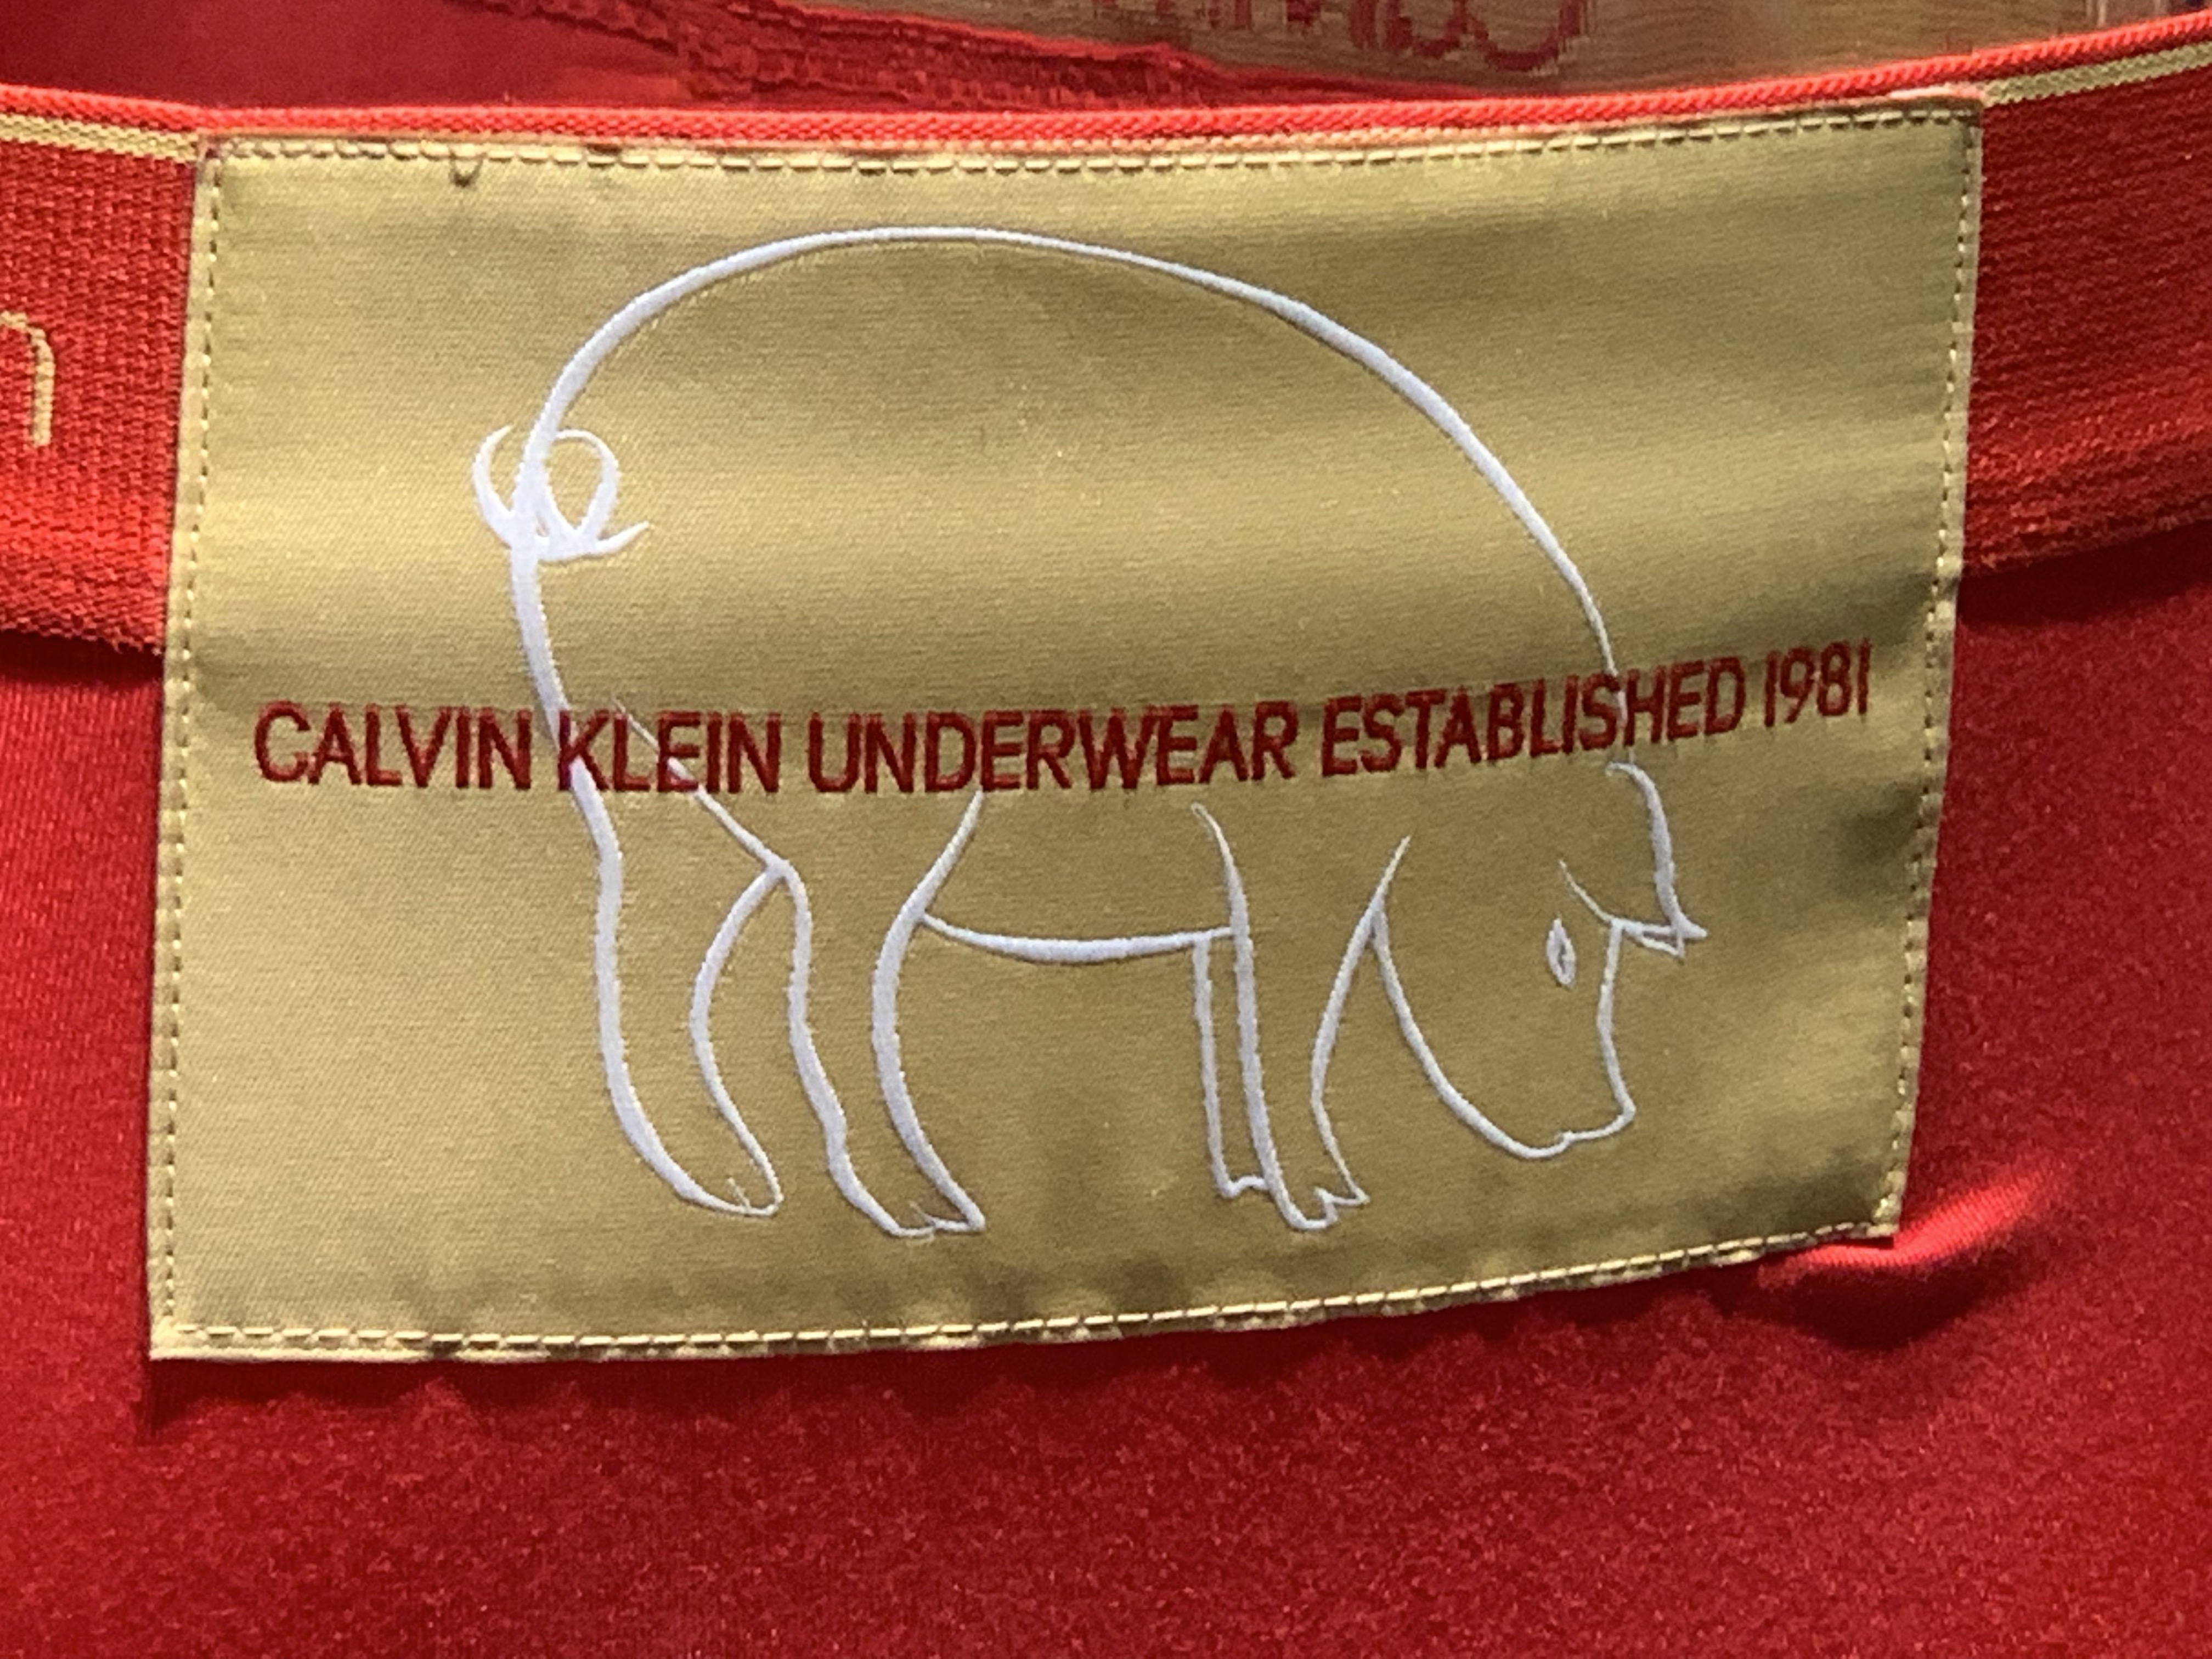 CALVIN KLEIN UNDERWEAR ESTABLISHED 1981